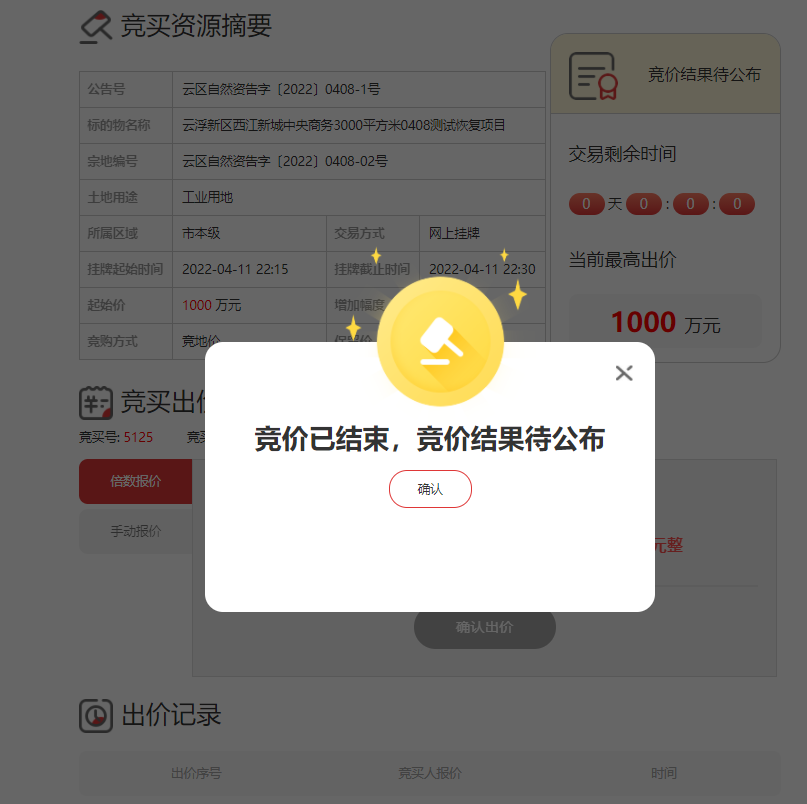 竞买资源摘要
公告号 云区自然资告字〔2022〕0408-1号
标的物名称 云浮新区西江新城中央商务3000平方米0408测试恢复项目
宗地编号 云区自然资告字〔2022〕0408-02号
土地用途 工业用地
所属区域 市本级 交易方式 网上挂牌
挂牌起始时间 2022-04-11 22:15 挂牌截止时间 2022-04-11 22:30
起始价 1000 万元 增加幅度
竞购方式 竞地价
竞价结果待公布
交易剩余时间
0 天 0 : 0 : 0
当前最高出价
1000 万元
竞买出价
竞买号: 5125 竞买
倍数报价
手动报价
元整
确认出价
竞价已结束，竞价结果待公布
确认
出价记录
出价序号 竞买人报价 时间